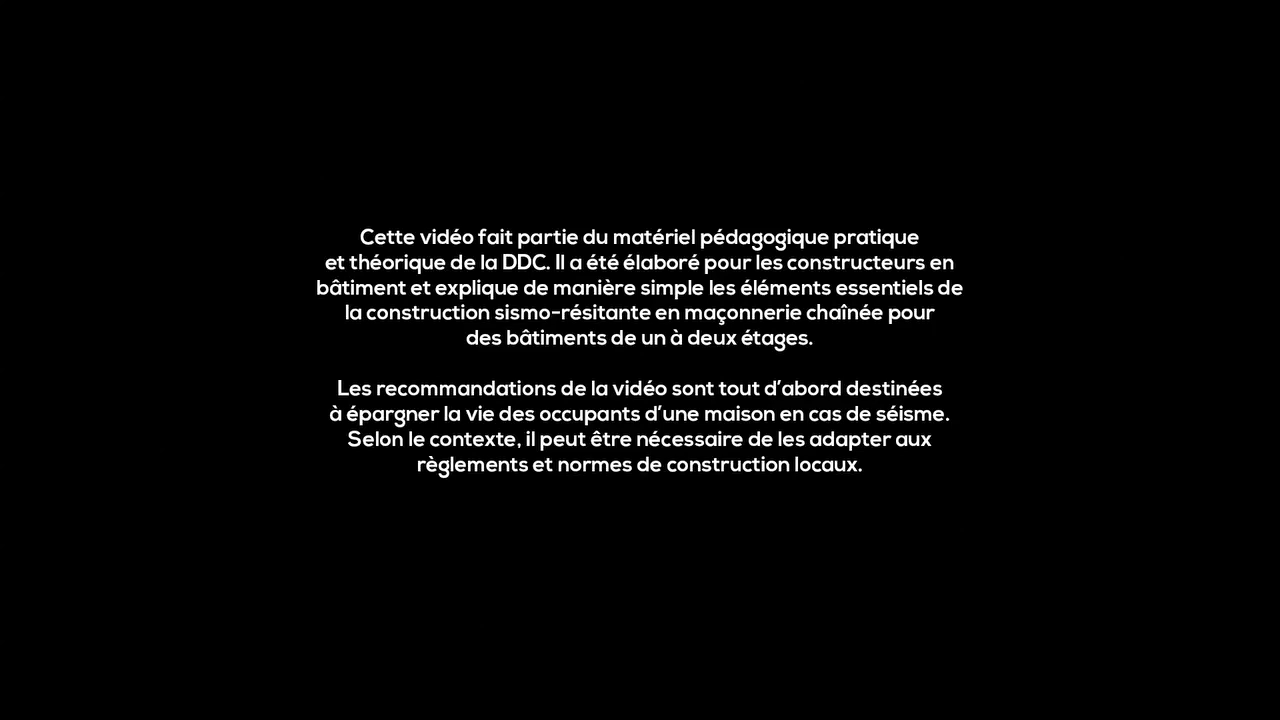 Cette vidéo fait partie du matériel pédagogique pratique
et théorique de la DDC. Il a été élaboré pour les constructeurs en
bâtiment et explique de manière simple les éléments essentiels de
la construction sismo-résitante en maçonnerie chaînée pour
des bâtiments de un à deux étages.
Les recommandations de la vidéo sont tout d'abord destinées
à épargner la vie des occupants d'une maison en cas de séisme.
Selon le contexte, il peut être nécessaire de les adapter aux
règlements et normes de construction locaux.